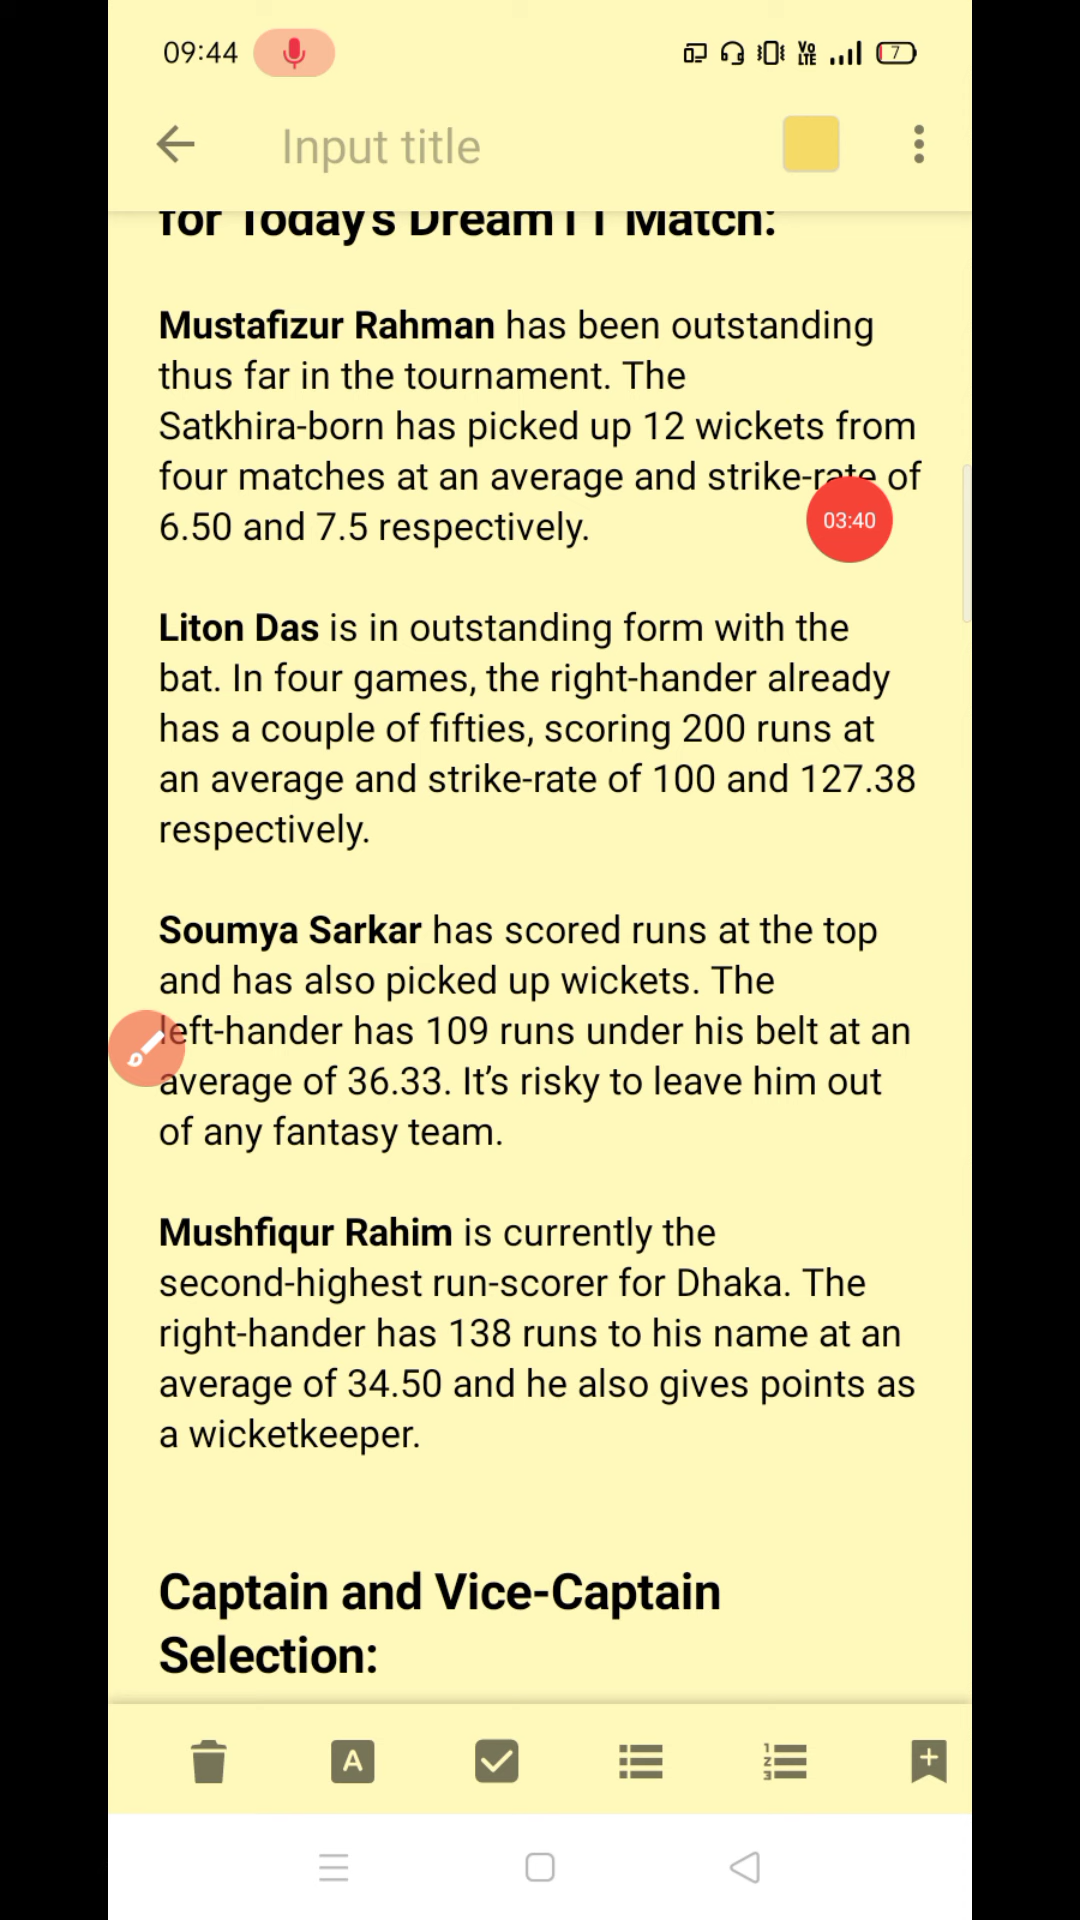 09:44
Vo
LTE
7
Input title
for Today's Dream11 Match:
Mustafizur Rahman has been outstanding
thus far in the tournament. The
Satkhira-born has picked up 12 wickets from
four matches at an average and strike-rate of
6.50 and 7.5 respectively.
03:40
Liton Das is in outstanding form with the
bat. In four games, the right-hander already
has a couple of fifties, scoring 200 runs at
an average and strike-rate of 100 and 127.38
respectively.
Soumya Sarkar has scored runs at the top
and has also picked up wickets. The
left-hander has 109 runs under his belt at an
average of 36.33. It’s risky to leave him out
of any fantasy team.
Mushfiqur Rahim is currently the
second-highest run-scorer for Dhaka. The
right-hander has 138 runs to his name at an
average of 34.50 and he also gives points as
a wicketkeeper.
Captain and Vice-Captain
Selection:
A